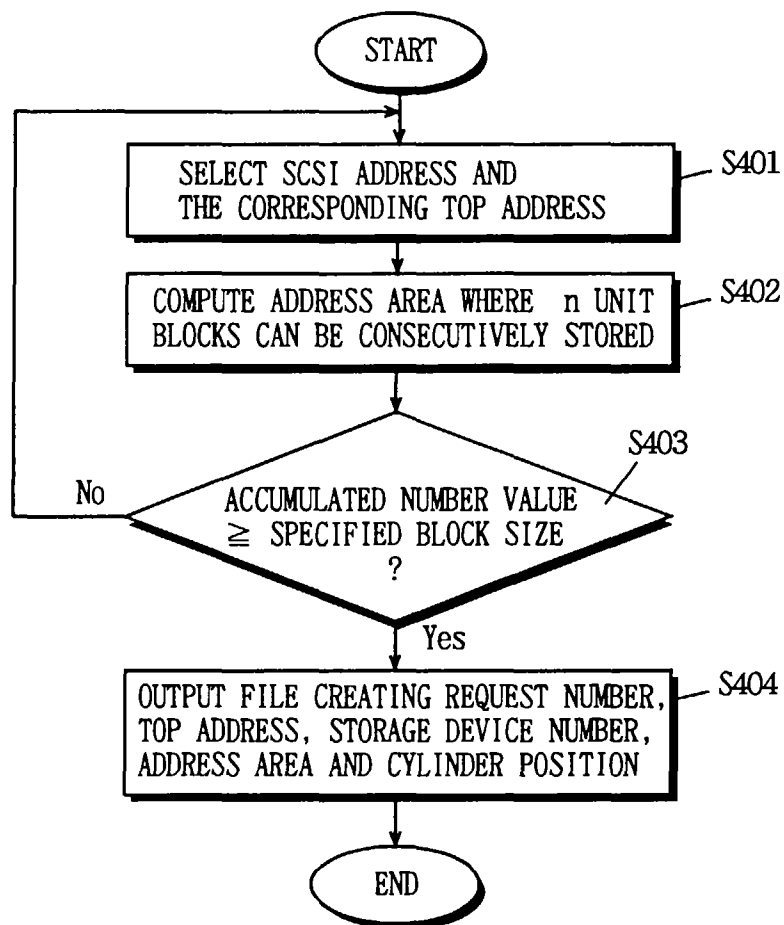 START
SELECT SCSI ADDRESS AND
THE CORRESPONDING TOP ADDRESS
S401
COMPUTE ADDRESS AREA WHERE n UNIT
BLOCKS CAN BE CONSECUTIVELY STORED
S402
S403
No
ACCUMULATED NUMBER VALUE
≧ SPECIFIED BLOCK SIZE
?
Yes
OUTPUT FILE CREATING REQUEST NUMBER,
TOP ADDRESS, STORAGE DEVICE NUMBER,
ADDRESS AREA AND CYLINDER POSITION
S404
END